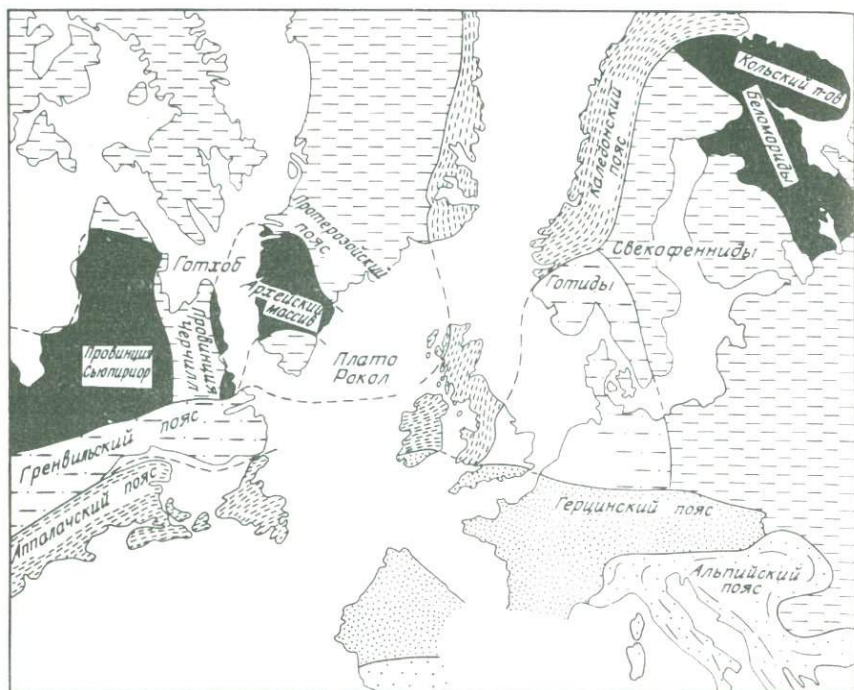 Кольский п-ов
Беломориды
Каледонский
пояс
Свекофенниды
Готиды
Протерозойский
пояс
Готхоб
Архейский
массив
Провинция
Сьюпириор
Провинция
Черчилл
Плато
Рокол
Гренвильский пояс
Аппалачский пояс
Герцинский пояс
Альпийский
пояс